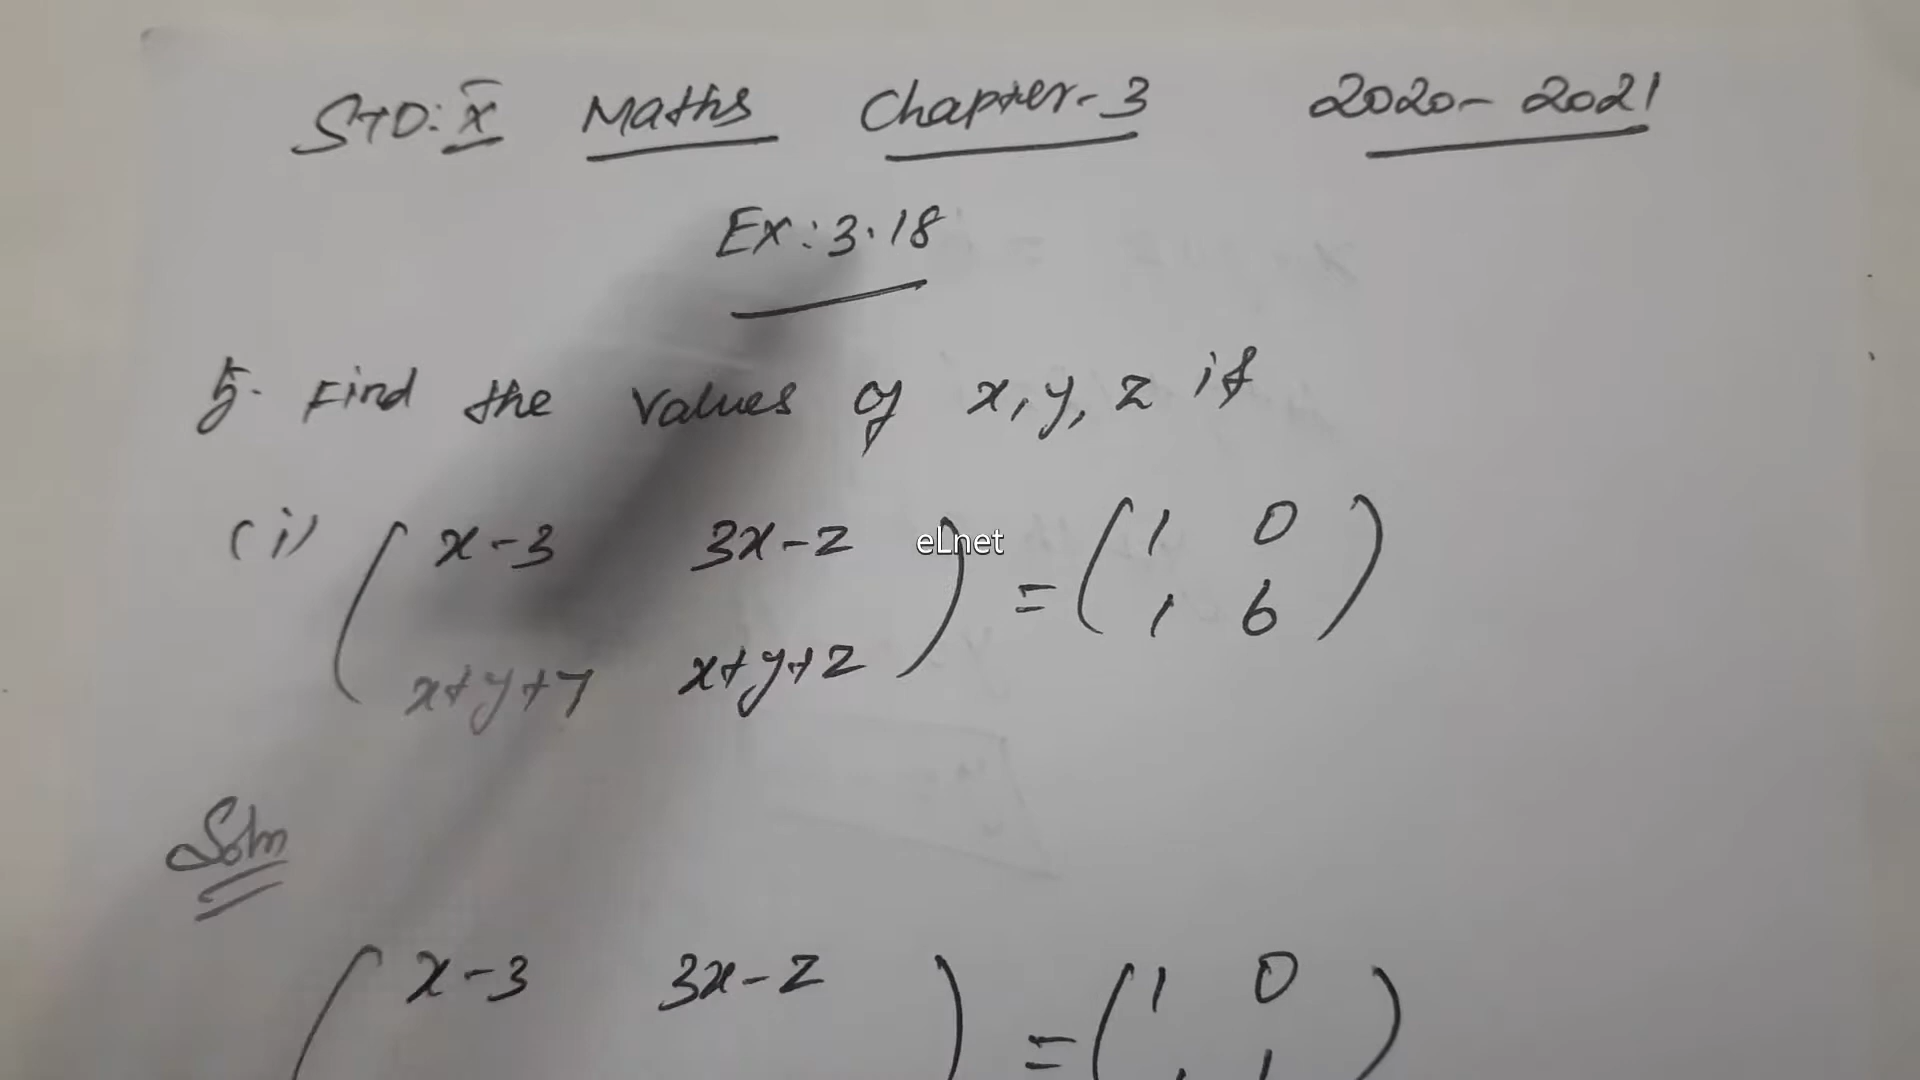 STD: X Maths Chapter-3 2020-2021
Ex: 3.18
5. Find the values of x, y, z if
(i) ( x-3 3x-z ) = ( 1 0 )
( x+y+7 x+y+z ) ( 1 6 )
eLnet
Soln
( x-3 3x-z ) = ( 1 0 )